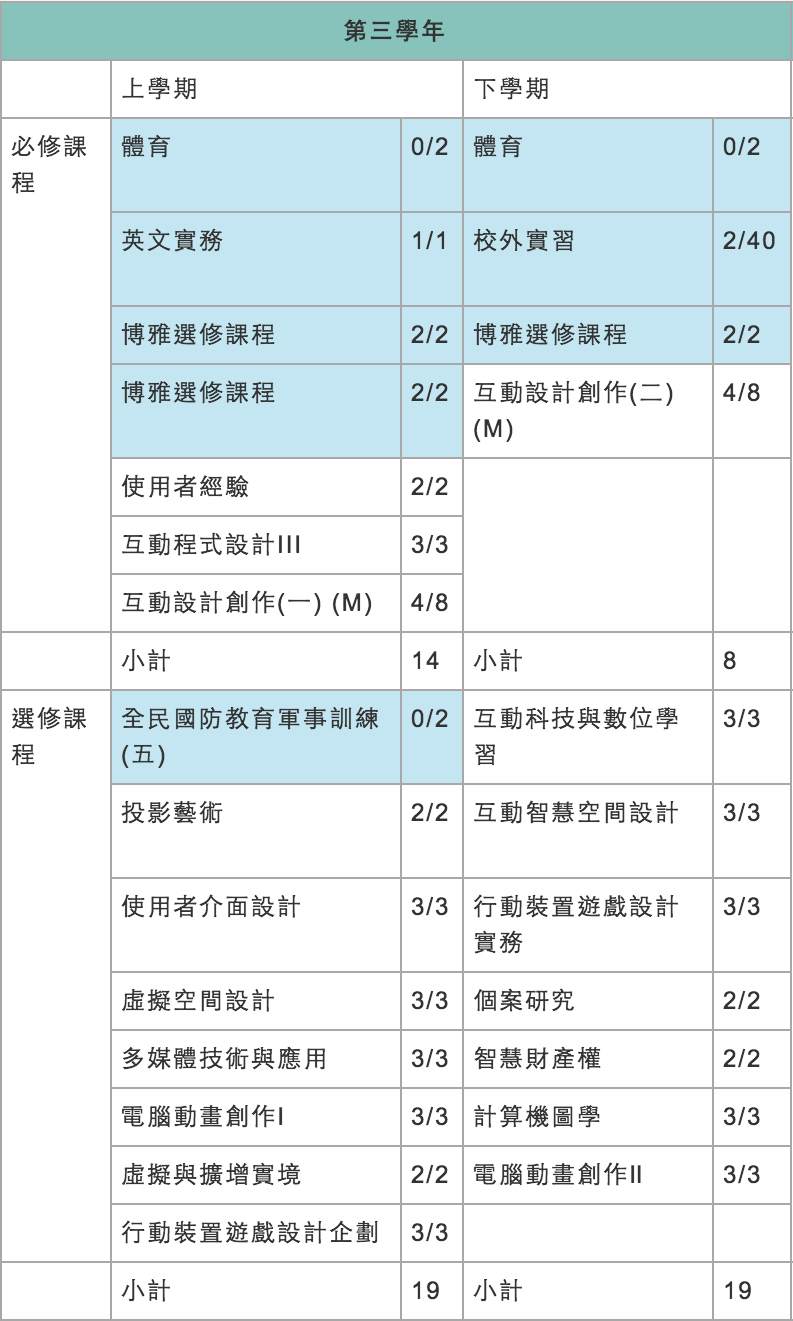 第三學年
上學期 下學期
必修課 體育 0/2 體育 0/2
程
英文實務 1/1 校外實習 2/40
博雅選修課程 2/2 博雅選修課程 2/2
博雅選修課程 2/2 互動設計創作(二) 4/8
(M)
使用者經驗 2/2
互動程式設計III 3/3
互動設計創作(一) (M) 4/8
小計 14 小計 8
選修課 全民國防教育軍事訓練 0/2 互動科技與數位學 3/3
程 (五) 習
投影藝術 2/2 互動智慧空間設計 3/3
使用者介面設計 3/3 行動裝置遊戲設計 3/3
實務
虛擬空間設計 3/3 個案研究 2/2
多媒體技術與應用 3/3 智慧財產權 2/2
電腦動畫創作I 3/3 計算機圖學 3/3
虛擬與擴增實境 2/2 電腦動畫創作II 3/3
行動裝置遊戲設計企劃 3/3
小計 19 小計 19